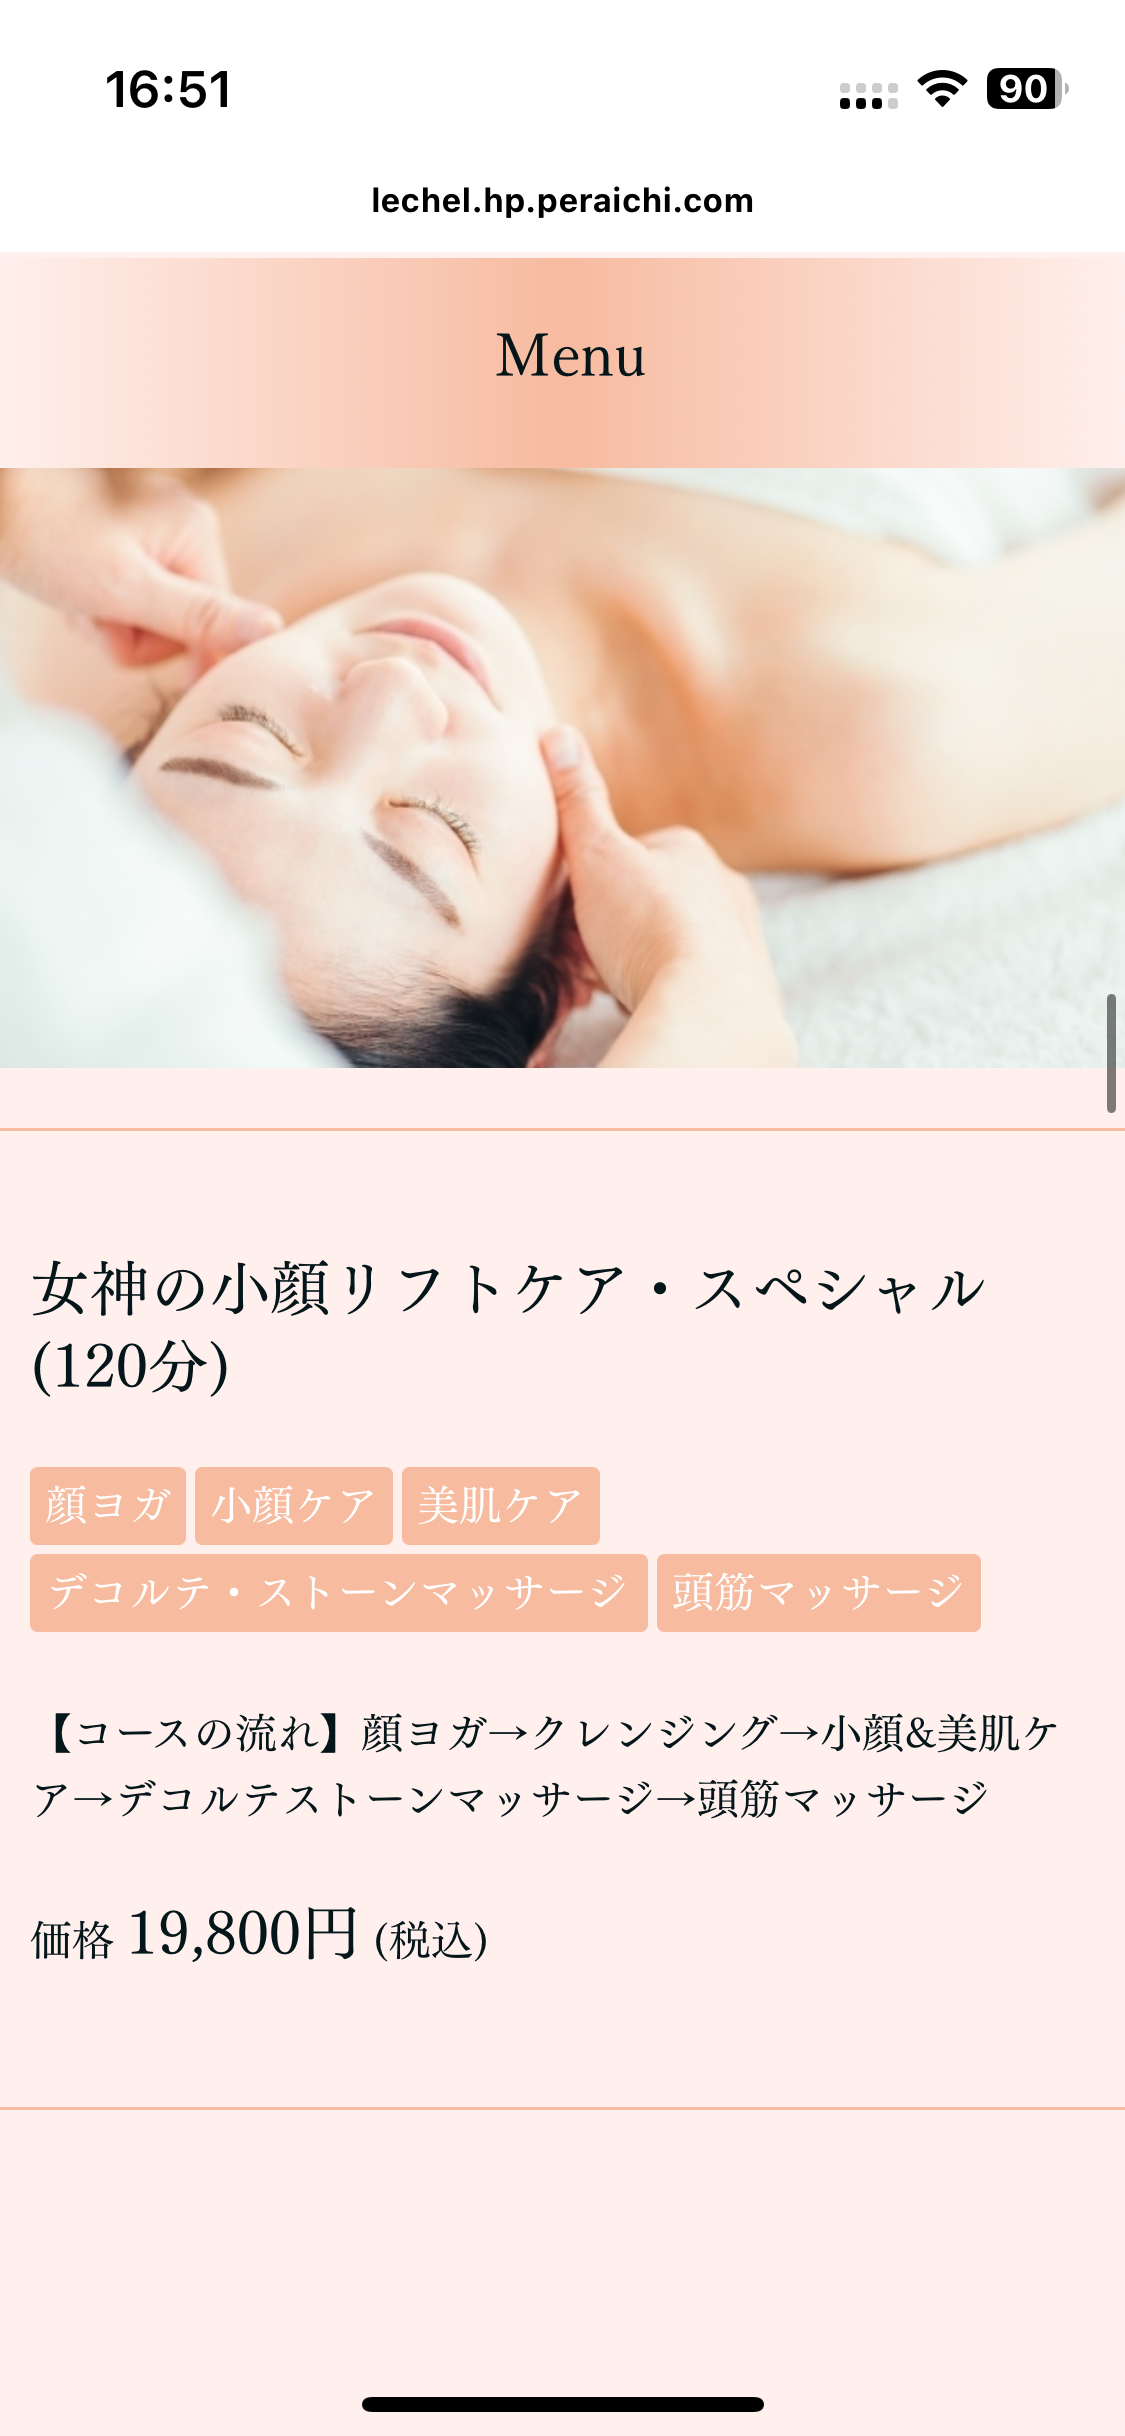 16:51
90
lechel.hp.peraichi.com
Menu
女神の小顔リフトケア・スペシャル
(120分)
顔ヨガ 小顔ケア 美肌ケア
デコルテ・ストーンマッサージ 頭筋マッサージ
【コースの流れ】顔ヨガ→クレンジング→小顔&美肌ケ
ア→デコルテストーンマッサージ→頭筋マッサージ
価格 19,800円 (税込)